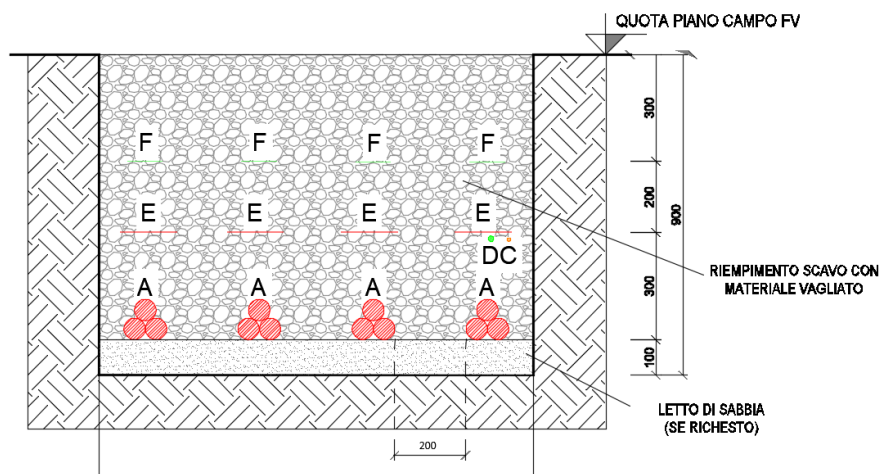 QUOTA PIANO CAMPO FV
300
F F F F
200
900
E E E E
DC
RIEMPIMENTO SCAVO CON
MATERIALE VAGLIATO
A A A A
300
100
LETTO DI SABBIA
(SE RICHESTO)
200